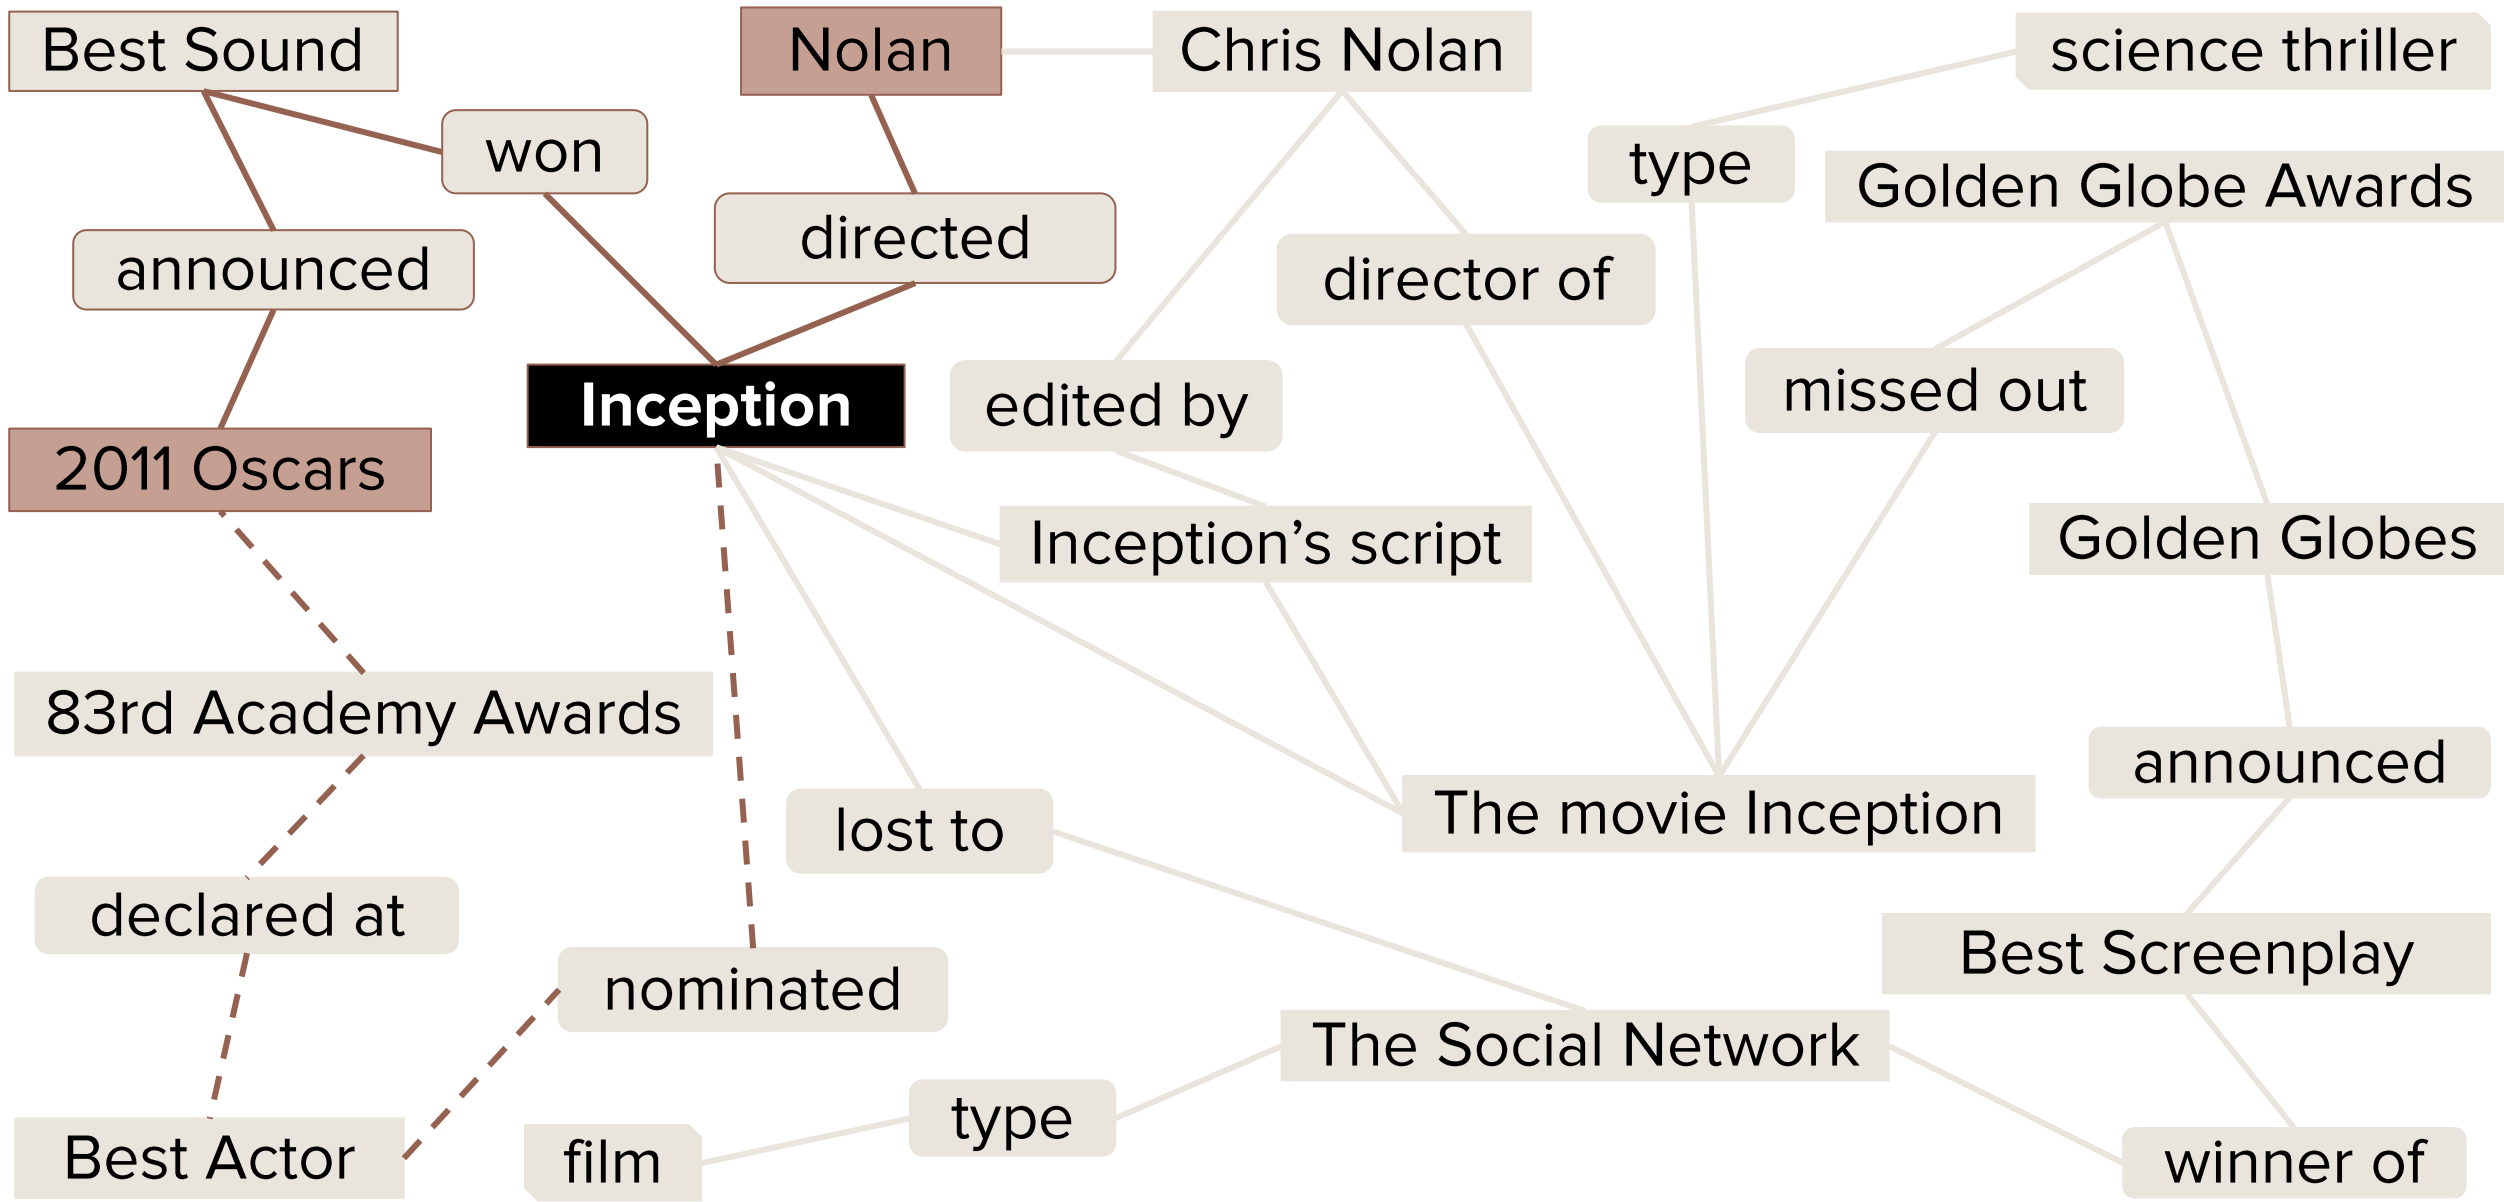 Best Sound
Nolan
Chris Nolan
science thriller
won
type
Golden Globe Awards
directed
announced
director of
missed out
Inception
edited by
2011 Oscars
Inception’s script
Golden Globes
83rd Academy Awards
announced
lost to
The movie Inception
declared at
Best Screenplay
nominated
The Social Network
type
Best Actor
film
winner of